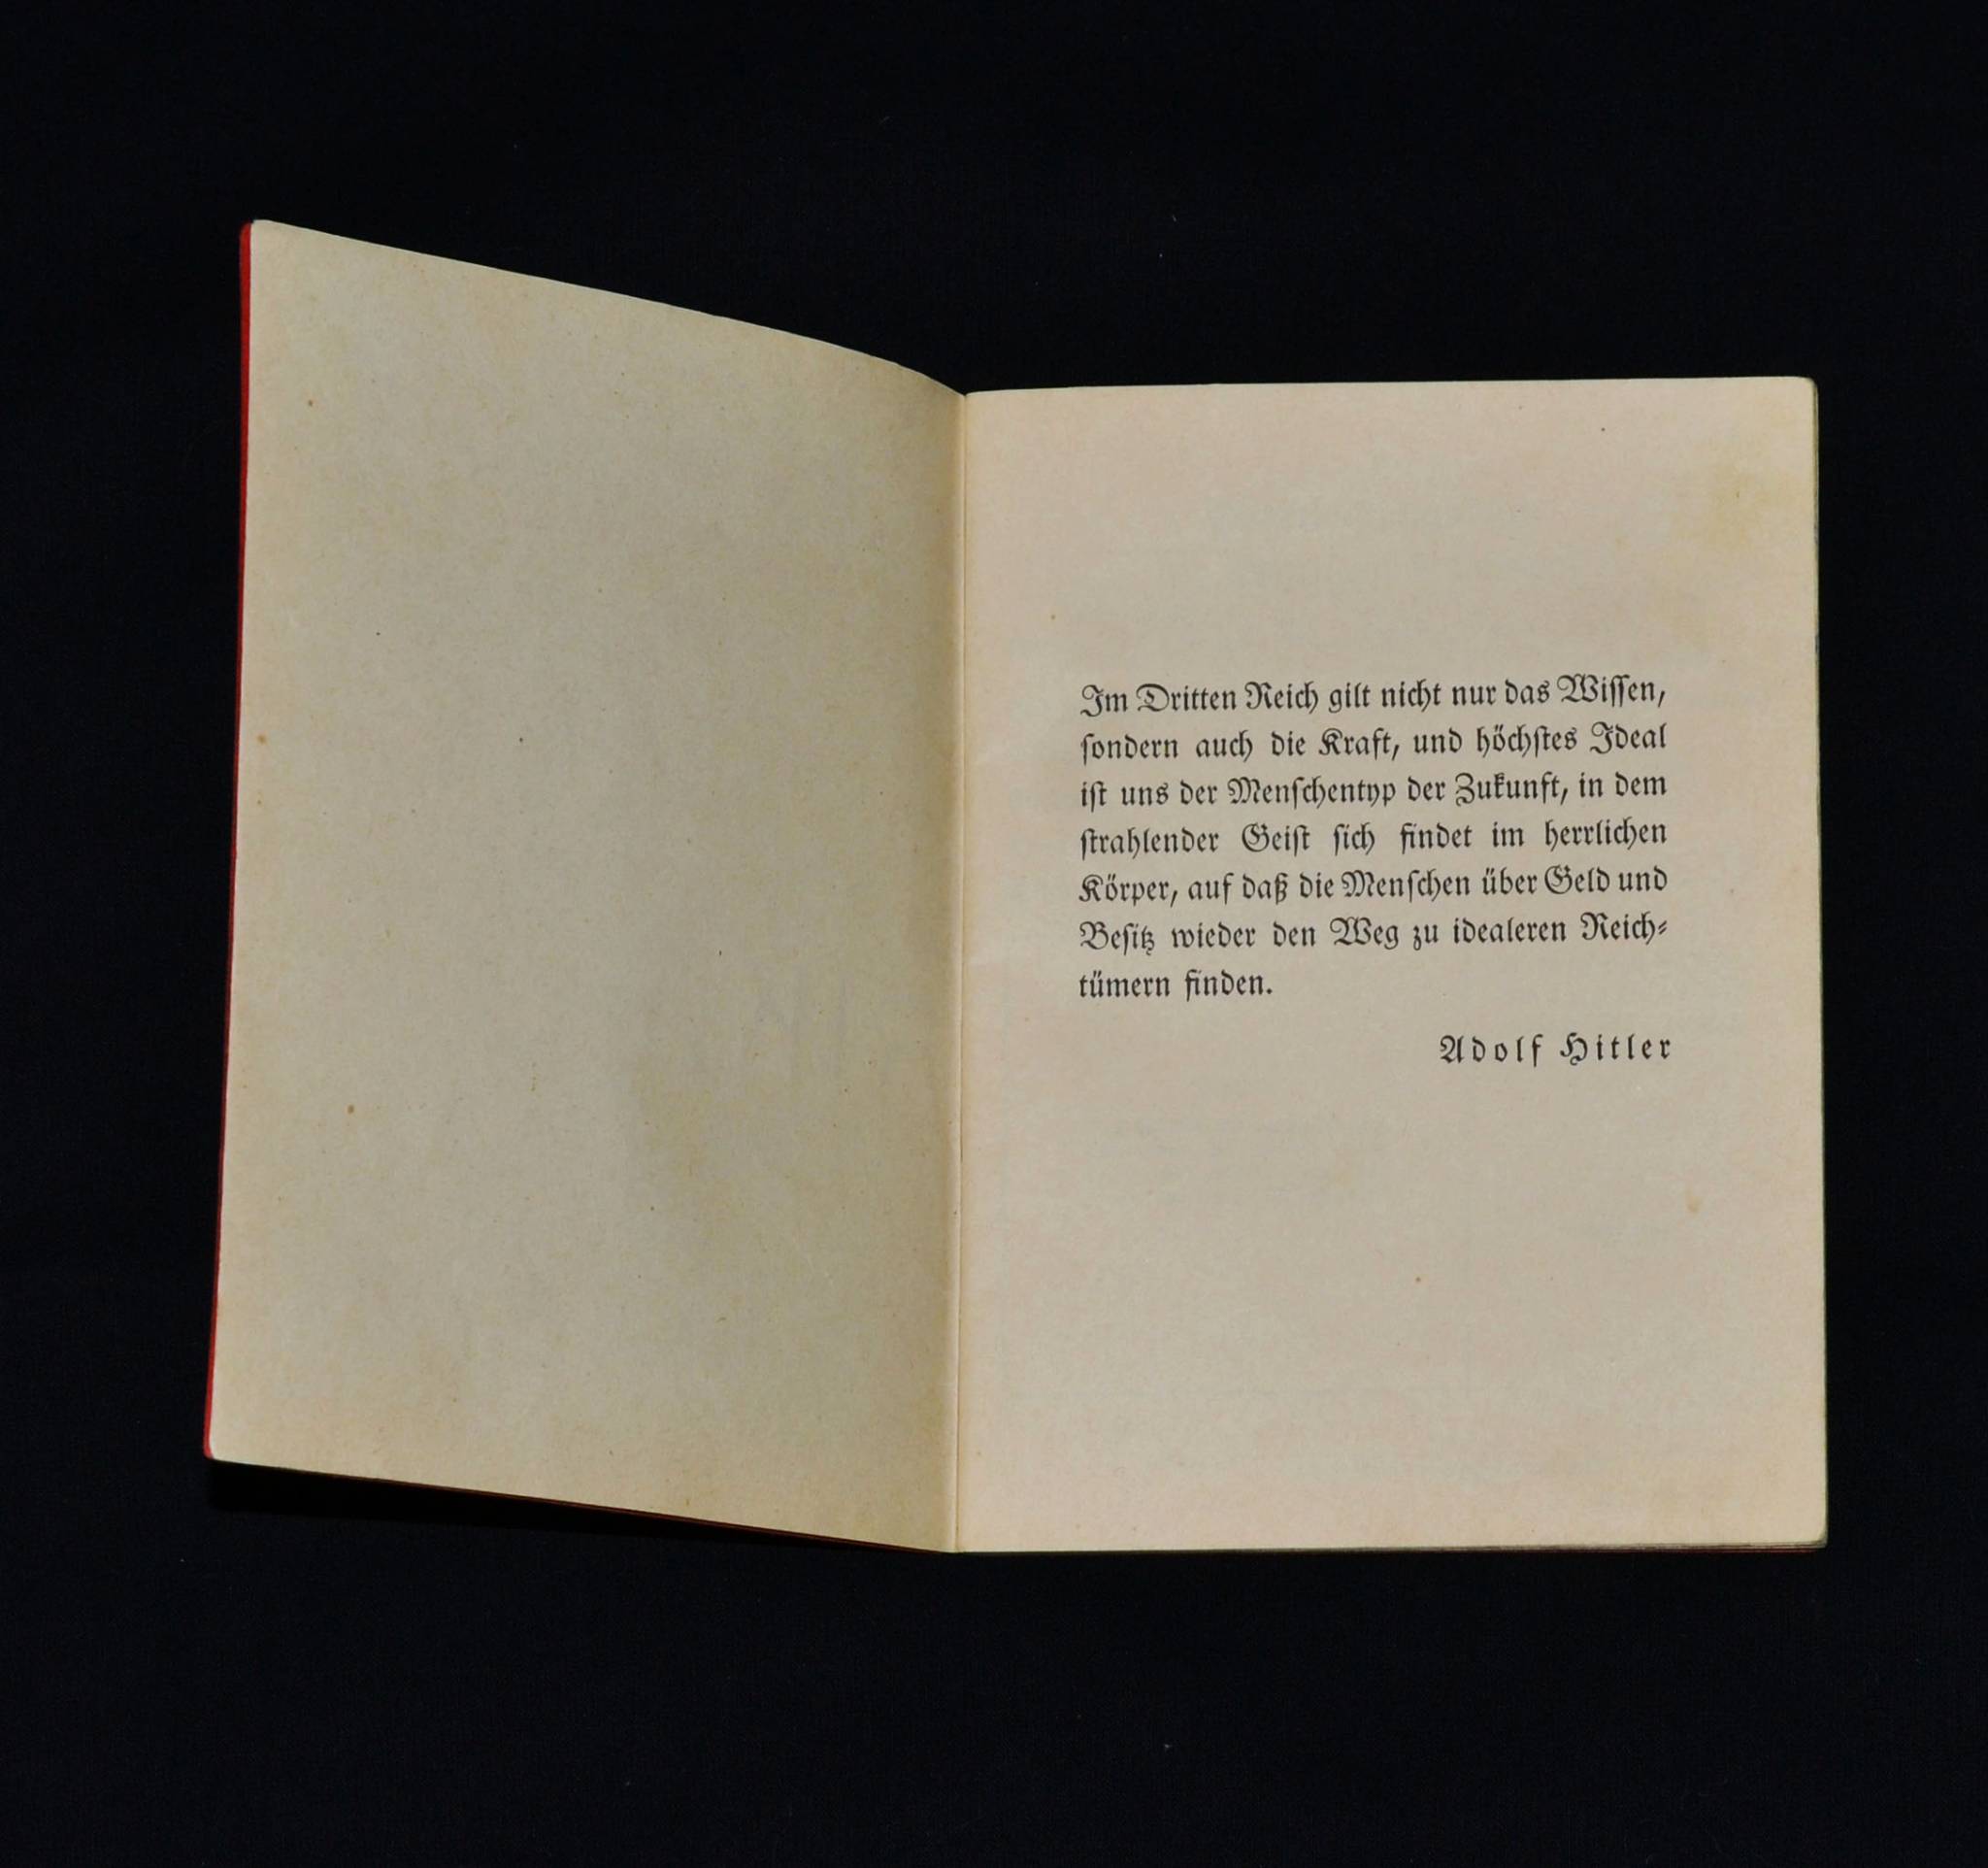 Im Dritten Reich gilt nicht nur das Wissen,
sondern auch die Kraft, und höchstes Ideal
ist uns der Menschentyp der Zukunft, in dem
strahlender Geist sich findet im herrlichen
Körper, auf daß die Menschen über Geld und
Besitz wieder den Weg zu idealeren Reich-
tümern finden.
Adolf Hitler